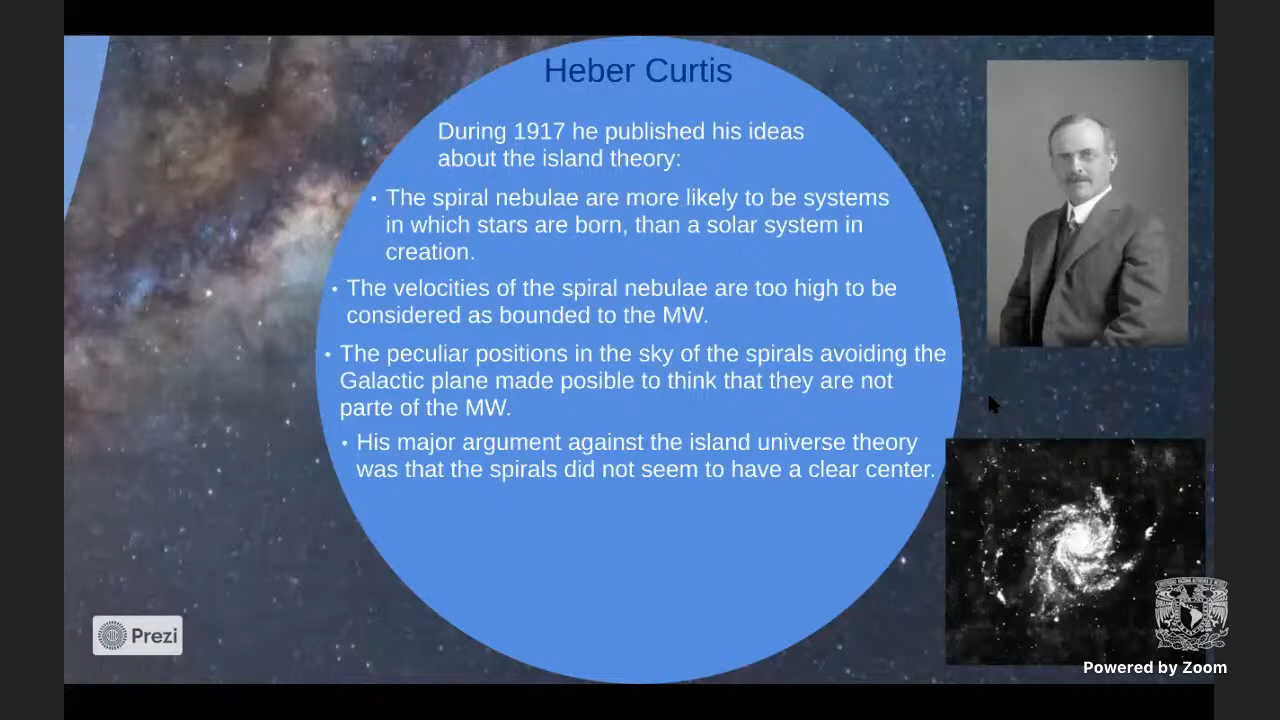 Heber Curtis
During 1917 he published his ideas
about the island theory:
• The spiral nebulae are more likely to be systems
in which stars are born, than a solar system in
creation.
• The velocities of the spiral nebulae are too high to be
considered as bounded to the MW.
• The peculiar positions in the sky of the spirals avoiding the
Galactic plane made posible to think that they are not
parte of the MW.
• His major argument against the island universe theory
was that the spirals did not seem to have a clear center.
Prezi
Powered by Zoom